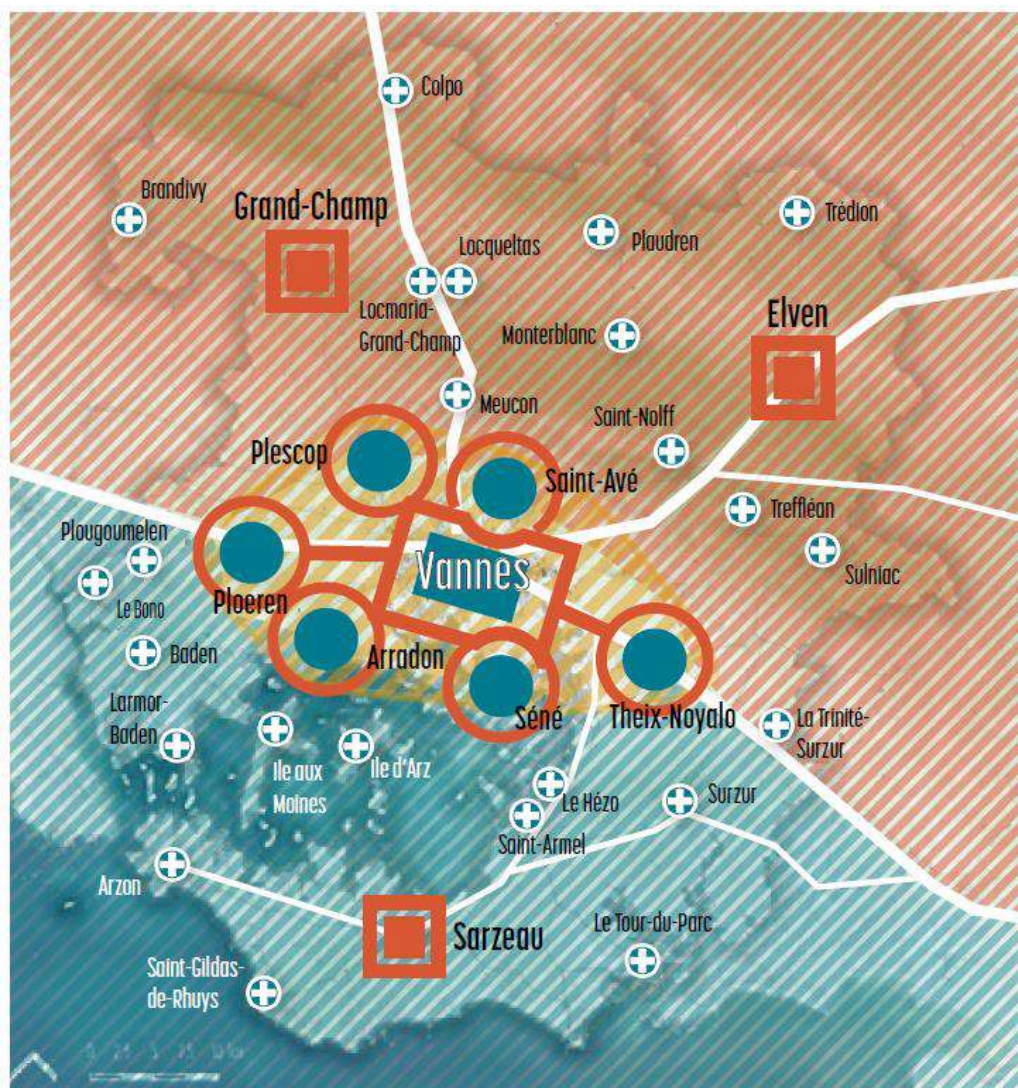 Colpo
Brandivy
Grand-Champ
Trédion
Plaudren
Locqueltas
Locmaria-
Grand-Champ
Elven
Monterblanc
Meucon
Saint-Nolff
Plescop
Saint-Avé
Treffléan
Plougoumelen
Sulniac
Vannes
Le Bono
Ploeren
Baden
Arradon
Larmor-
Baden
Séné
Theix-Noyalo
La Trinité-
Surzur
Ile aux
Moines
Ile d'Arz
Le Hézo
Surzur
Saint-Armel
Arzon
Sarzeau
Le Tour-du-Parc
Saint-Gildas-
de-Rhuys